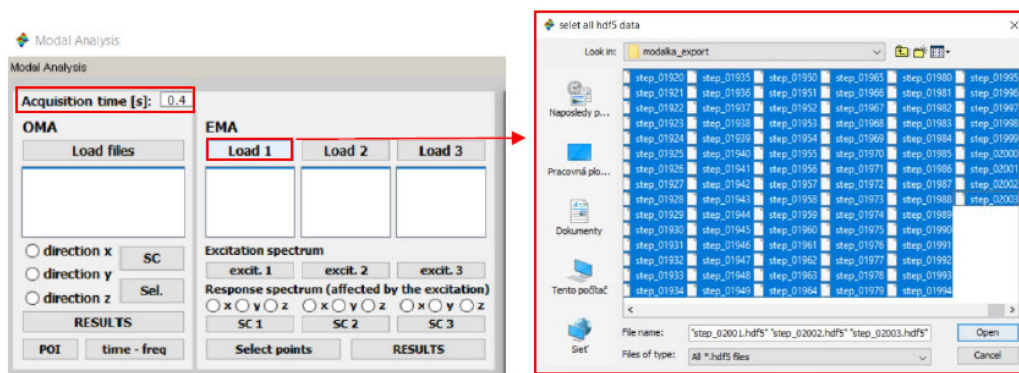 Modal Analysis
Modal Analysis
Acquisition time [s]: 0.4
OMA
Load files
direction x
direction y
direction z
SC
Sel.
RESULTS
POI time - freq
EMA
Load 1 Load 2 Load 3
Excitation spectrum
excit. 1 excit. 2 excit. 3
Response spectrum (affected by the excitation)
x y z x y z x y z
SC 1 SC 2 SC 3
Select points RESULTS
selet all hdf5 data
Look in: modalka_export
Naposledy p...
Pracovná plo...
Dokumenty
Tento počítač
Sieť
step_01920 step_01935 step_01950 step_01965 step_01980 step_01995
step_01921 step_01936 step_01951 step_01966 step_01981 step_01996
step_01922 step_01937 step_01952 step_01967 step_01982 step_01997
step_01923 step_01938 step_01953 step_01968 step_01983 step_01998
step_01924 step_01939 step_01954 step_01969 step_01984 step_01999
step_01925 step_01940 step_01955 step_01970 step_01985 step_02000
step_01926 step_01941 step_01956 step_01971 step_01986 step_02001
step_01927 step_01942 step_01957 step_01972 step_01987 step_02002
step_01928 step_01943 step_01958 step_01973 step_01988 step_02003
step_01929 step_01944 step_01959 step_01974 step_01989
step_01930 step_01945 step_01960 step_01975 step_01990
step_01931 step_01946 step_01961 step_01976 step_01991
step_01932 step_01947 step_01962 step_01977 step_01992
step_01933 step_01948 step_01963 step_01978 step_01993
step_01934 step_01949 step_01964 step_01979 step_01994
File name: "step_02001.hdf5" "step_02002.hdf5" "step_02003.hdf5" Open
Files of type: All *.hdf5 files Cancel